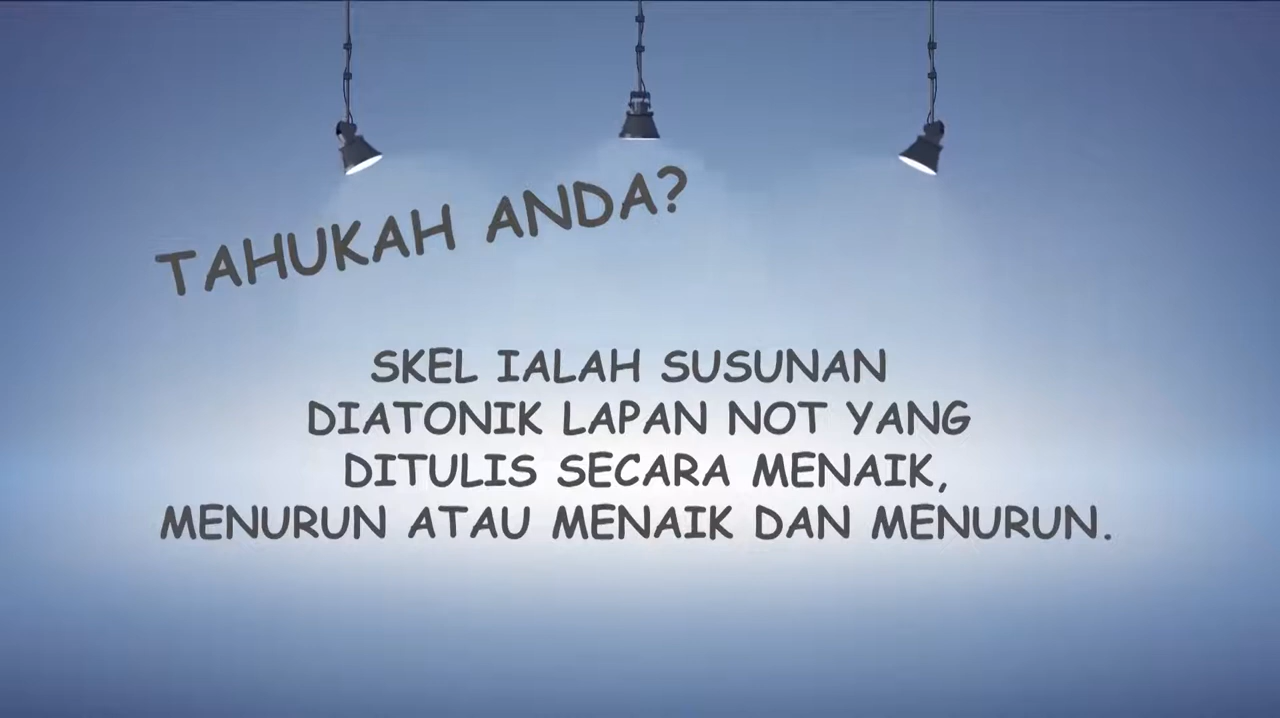 TAHUKAH ANDA?
SKEL IALAH SUSUNAN
DIATONIK LAPAN NOT YANG
DITULIS SECARA MENAIK,
MENURUN ATAU MENAIK DAN MENURUN.